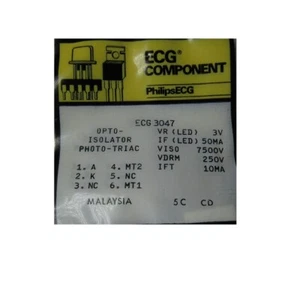 ECG®
COMPONENT
PhilipsECG
ECG 3047
OPTO-
ISOLATOR
PHOTO-TRIAC
VR (LED) 3V
IF (LED) 50MA
VISO 7500V
VDRM 250V
IFT 10MA
1. A 4. MT2
2. K 5. NC
3. NC 6. MT1
MALAYSIA 5C CD